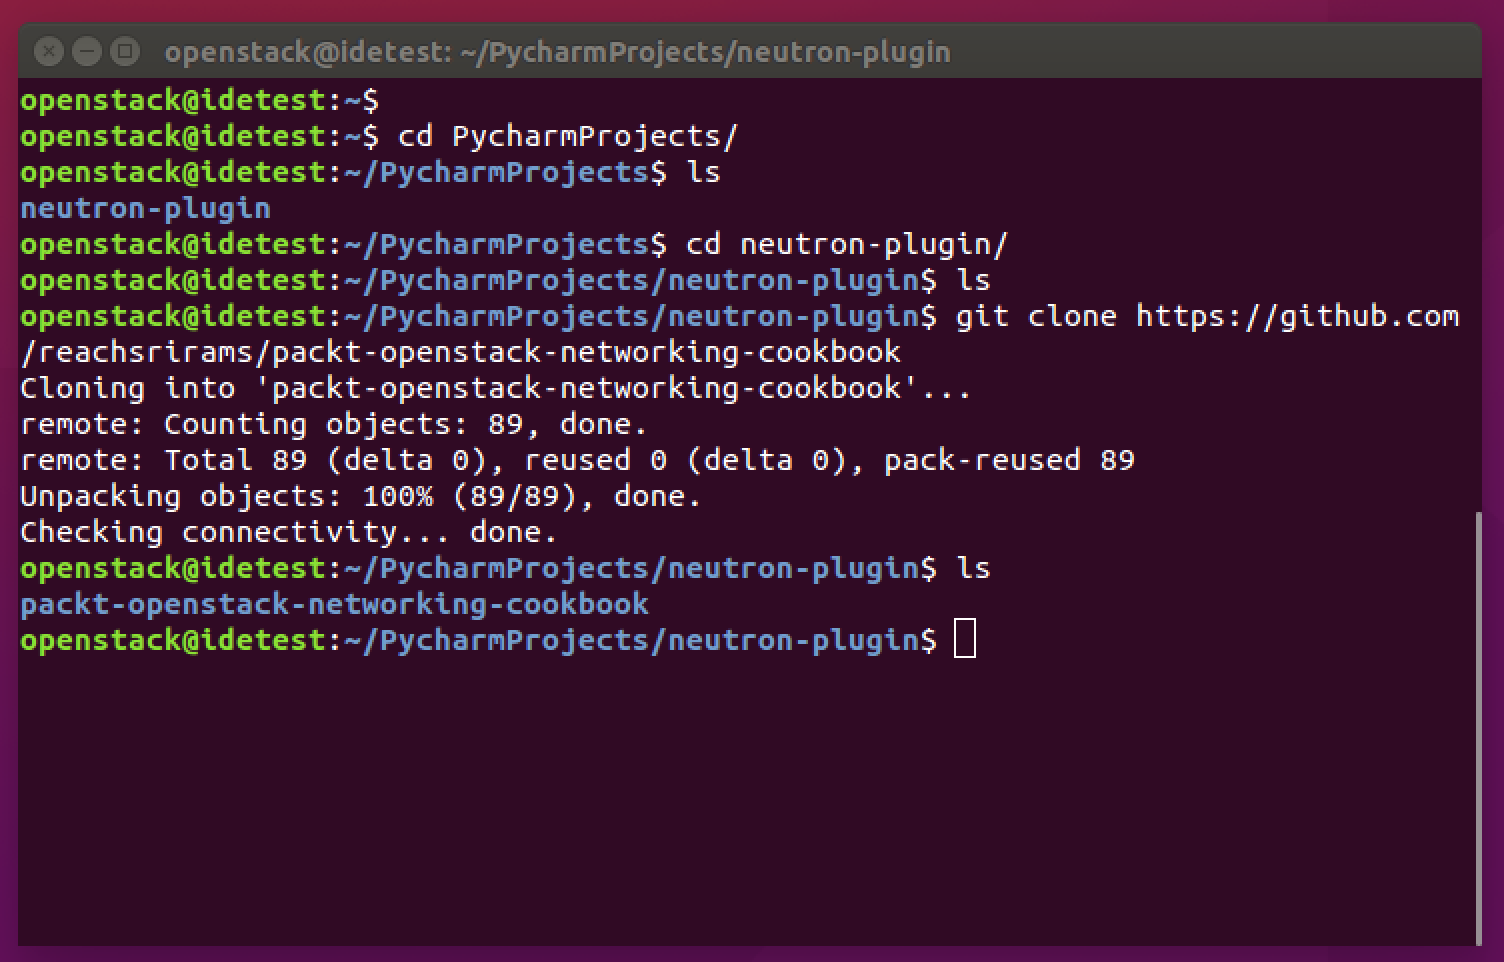 openstack@idetest: ~/PycharmProjects/neutron-plugin
openstack@idetest:~$
openstack@idetest:~$ cd PycharmProjects/
openstack@idetest:~/PycharmProjects$ ls
neutron-plugin
openstack@idetest:~/PycharmProjects$ cd neutron-plugin/
openstack@idetest:~/PycharmProjects/neutron-plugin$ ls
openstack@idetest:~/PycharmProjects/neutron-plugin$ git clone https://github.com
/reachsrirams/packt-openstack-networking-cookbook
Cloning into 'packt-openstack-networking-cookbook'...
remote: Counting objects: 89, done.
remote: Total 89 (delta 0), reused 0 (delta 0), pack-reused 89
Unpacking objects: 100% (89/89), done.
Checking connectivity... done.
openstack@idetest:~/PycharmProjects/neutron-plugin$ ls
packt-openstack-networking-cookbook
openstack@idetest:~/PycharmProjects/neutron-plugin$